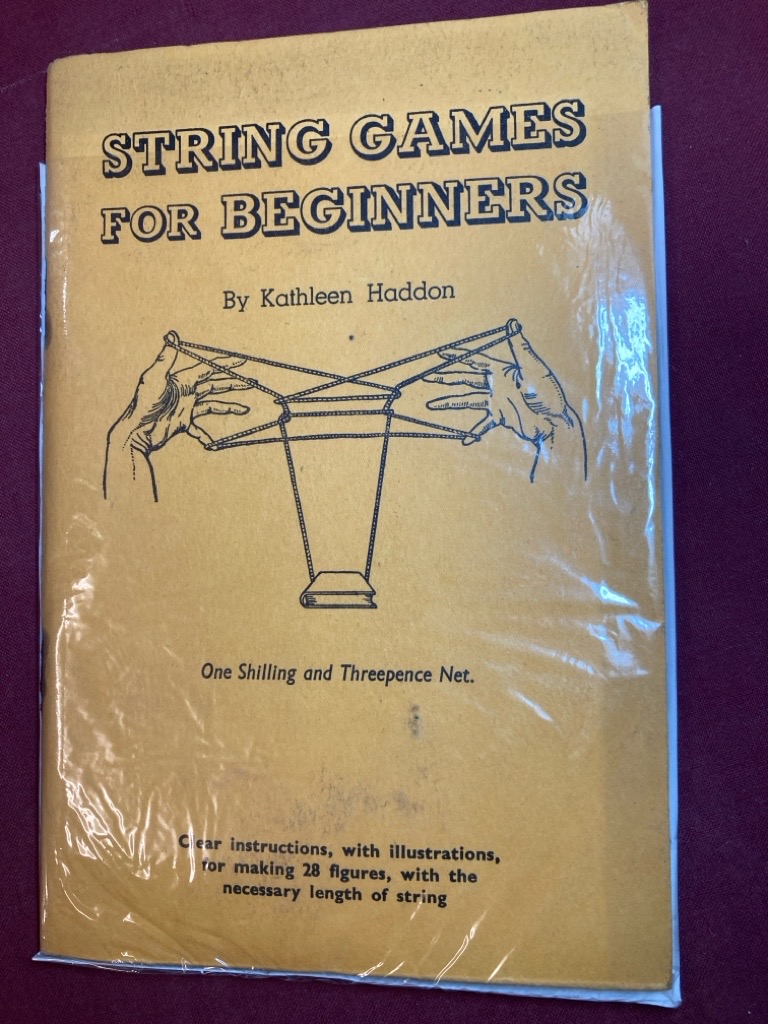 STRING GAMES
FOR BEGINNERS
By Kathleen Haddon
One Shilling and Threepence Net.
Clear instructions, with illustrations,
for making 28 figures, with the
necessary length of string